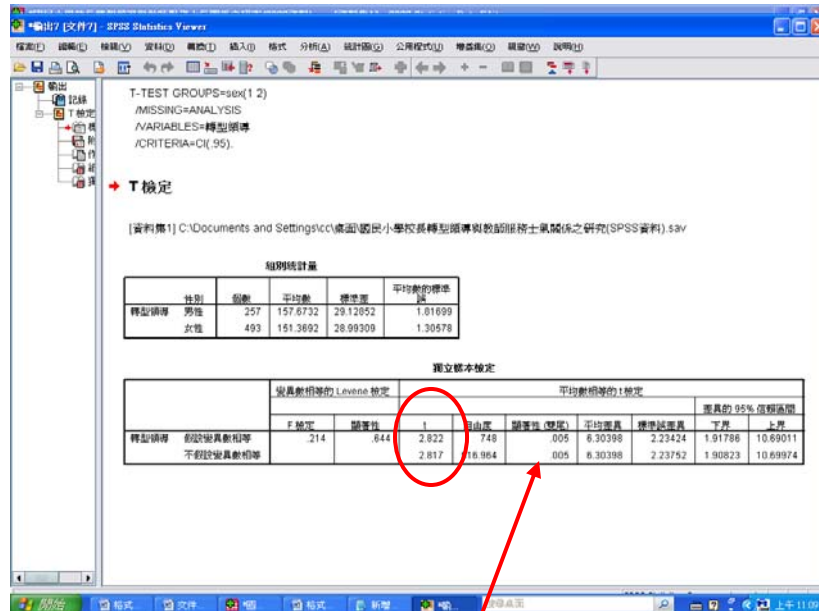 *輸出7 [文件7] - SPSS Statistics Viewer
檔案(F) 編輯(E) 檢視(V) 資料(D) 轉換(T) 插入(I) 格式 分析(A) 統計圖(G) 公用程式(U) 增益集(O) 視窗(W) 說明(H)
輸出
記錄
T 檢定
T-TEST GROUPS=sex(1 2)
/MISSING=ANALYSIS
/VARIABLES=轉型領導
/CRITERIA=CI(.95).
T 檢定
[資料集1] C:\Documents and Settings\cc\桌面\國民小學校長轉型領導與教師服務士氣關係之研究(SPSS資料).sav
組別統計量
性別 個數 平均數 標準差 平均數的標準誤
轉型領導 男性 257 157.6732 29.12852 1.81699
女性 493 151.3692 28.99309 1.30578
獨立樣本檢定
變異數相等的 Levene 檢定 平均數相等的 t 檢定
差異的 95% 信賴區間
F 檢定 顯著性 t 自由度 顯著性 (雙尾) 平均差異 標準誤差異 下界 上界
轉型領導 假設變異數相等 .214 .644 2.822 748 .005 6.30398 2.23424 1.91786 10.69011
不假設變異數相等 2.817 16.964 .005 6.30398 2.23752 1.90823 10.69974
開始 格式 文件 格式 新增 上午 11:09